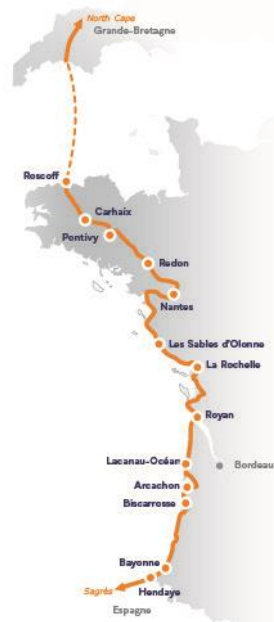 North Cape
Grande-Bretagne
Roscoff
Carhaix
Pontivy
Redon
Nantes
Les Sables d'Olonne
La Rochelle
Royan
Lacanau-Océan
Bordeau
Arcachon
Biscarrosse
Bayonne
Sagrès
Hendaye
Espagne